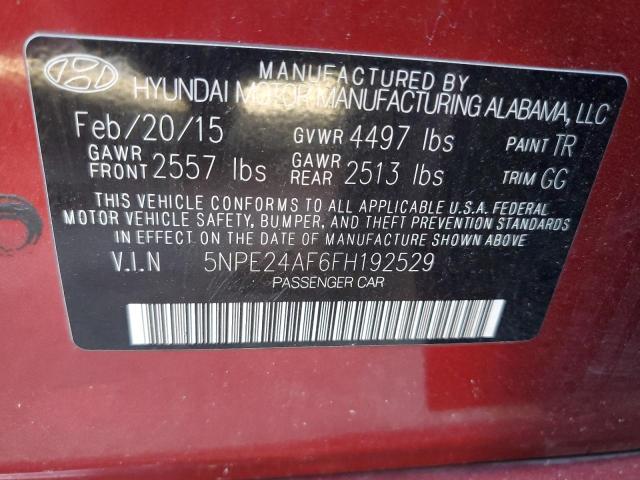 MANUFACTURED BY
HYUNDAI MOTOR MANUFACTURING ALABAMA, LLC
Feb/20/15 GVWR 4497 lbs PAINT TR
GAWR FRONT 2557 lbs GAWR REAR 2513 lbs TRIM GG
THIS VEHICLE CONFORMS TO ALL APPLICABLE U.S.A. FEDERAL
MOTOR VEHICLE SAFETY, BUMPER, AND THEFT PREVENTION
STANDARDS IN EFFECT ON THE DATE OF MANUFACTURE SHOWN ABOVE
V.I.N 5NPE24AF6FH192529
PASSENGER CAR